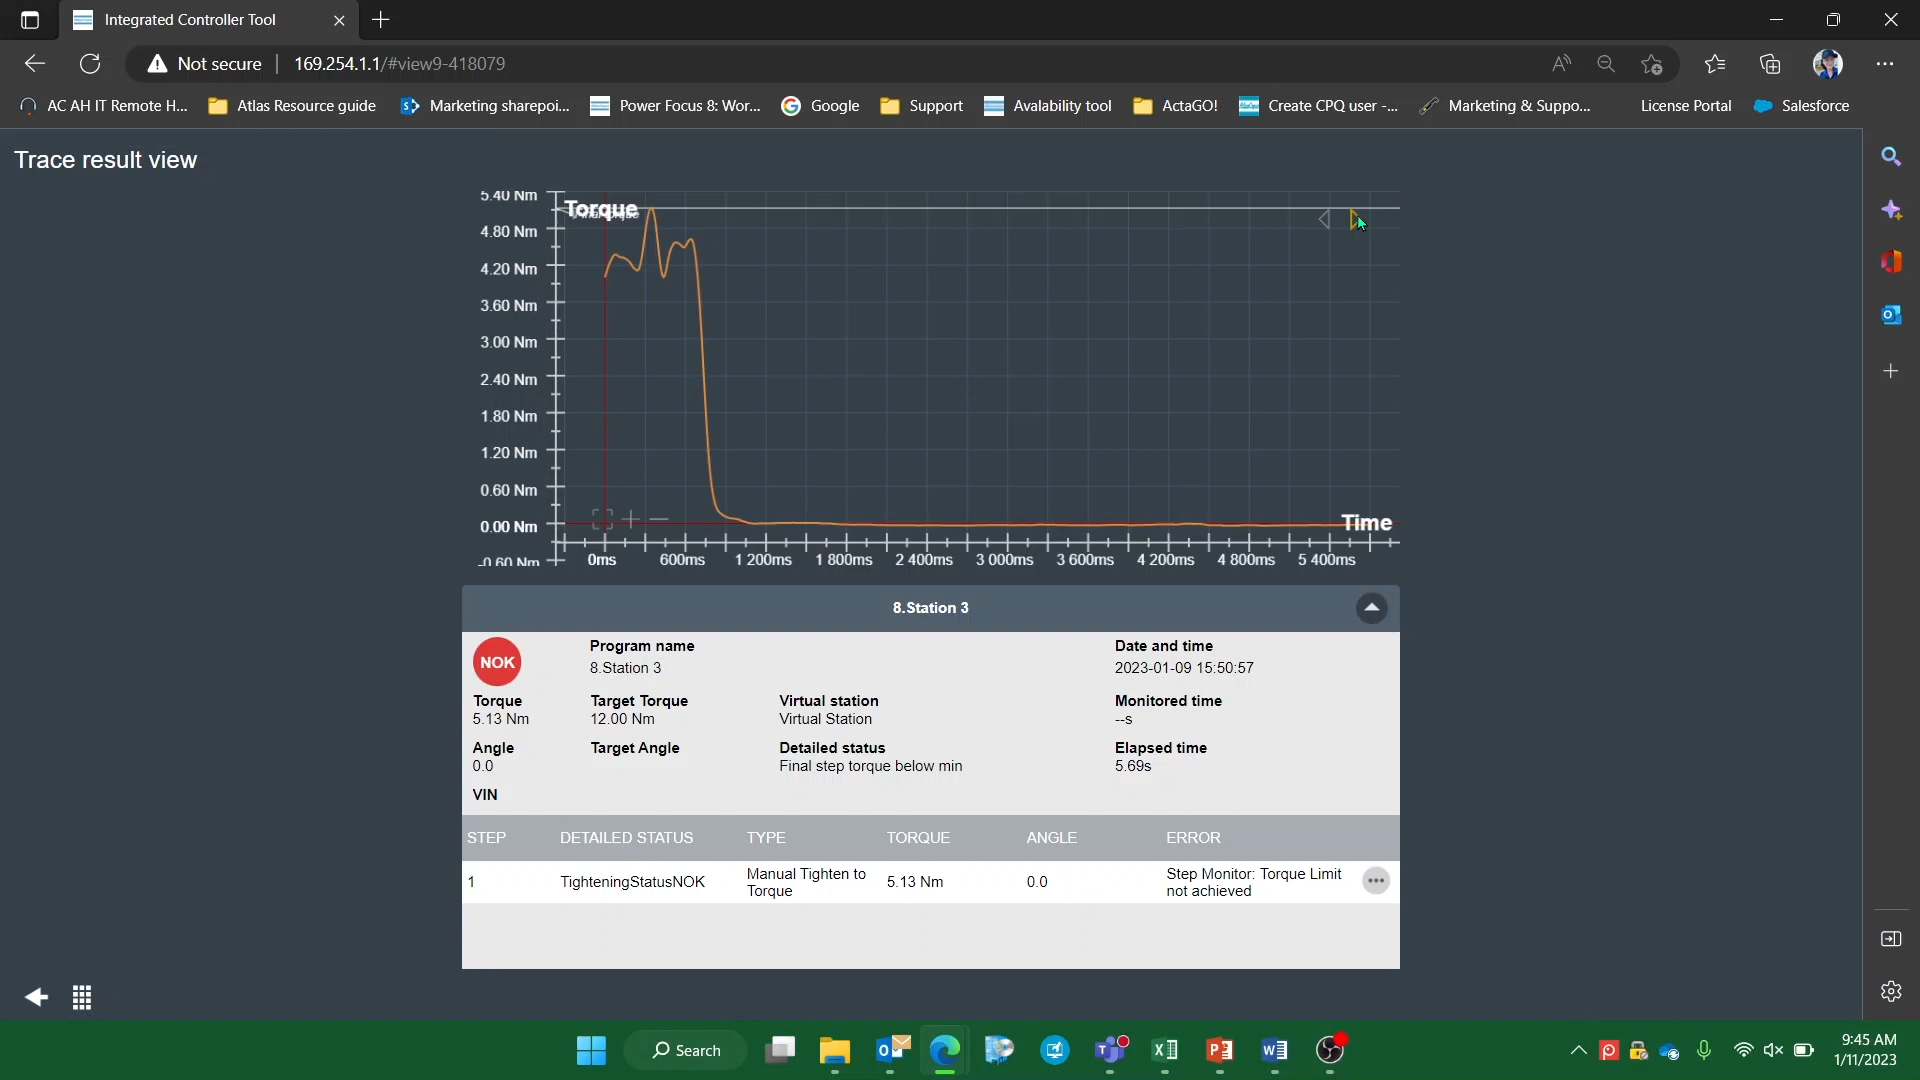 Integrated Controller Tool
Not secure 169.254.1.1/#view9-418079
AC AH IT Remote H... Atlas Resource guide Marketing sharepoi... Power Focus 8: Wor... Google Support Avalability tool ActaGO! Create CPQ user -... Marketing & Suppo... License Portal Salesforce
Trace result view
5.40 Nm
Torque
4.80 Nm
4.20 Nm
3.60 Nm
3.00 Nm
2.40 Nm
1.80 Nm
1.20 Nm
0.60 Nm
0.00 Nm
Time
-0.60 Nm
0ms 600ms 1 200ms 1 800ms 2 400ms 3 000ms 3 600ms 4 200ms 4 800ms 5 400ms
8.Station 3
NOK
Program name
8.Station 3
Date and time
2023-01-09 15:50:57
Torque
5.13 Nm
Target Torque
12.00 Nm
Virtual station
Virtual Station
Monitored time
--s
Angle
0.0
Target Angle
Detailed status
Final step torque below min
Elapsed time
5.69s
VIN
STEP DETAILED STATUS TYPE TORQUE ANGLE ERROR
1 TighteningStatusNOK Manual Tighten to Torque 5.13 Nm 0.0 Step Monitor: Torque Limit not achieved
Search
9:45 AM
1/11/2023